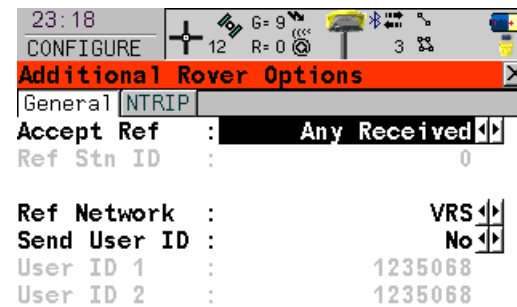 23:18
G= 9
CONFIGURE
12 R= 0 3
Additional Rover Options
General NTRIP
Accept Ref : Any Received
Ref Stn ID : 0
Ref Network : VRS
Send User ID : No
User ID 1 : 1235068
User ID 2 : 1235068